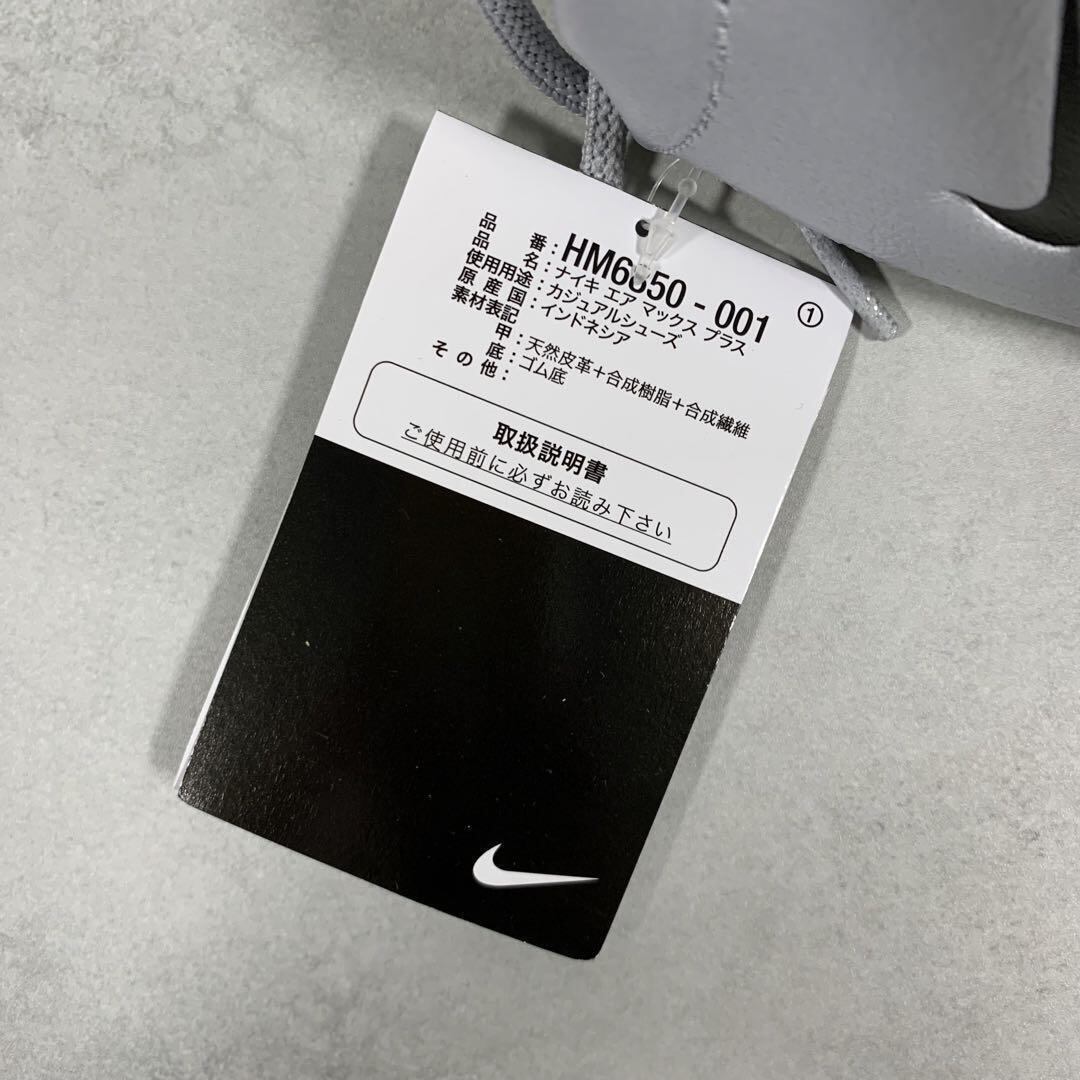 品番：- 001 ①
品名：ナイキ エア マックス プラス
使用用途：カジュアルシューズ
原産国：インドネシア
素材表記
甲：天然皮革＋合成樹脂＋合成繊維
底：ゴム底
その他：
取扱説明書
ご使用前に必ずお読み下さい